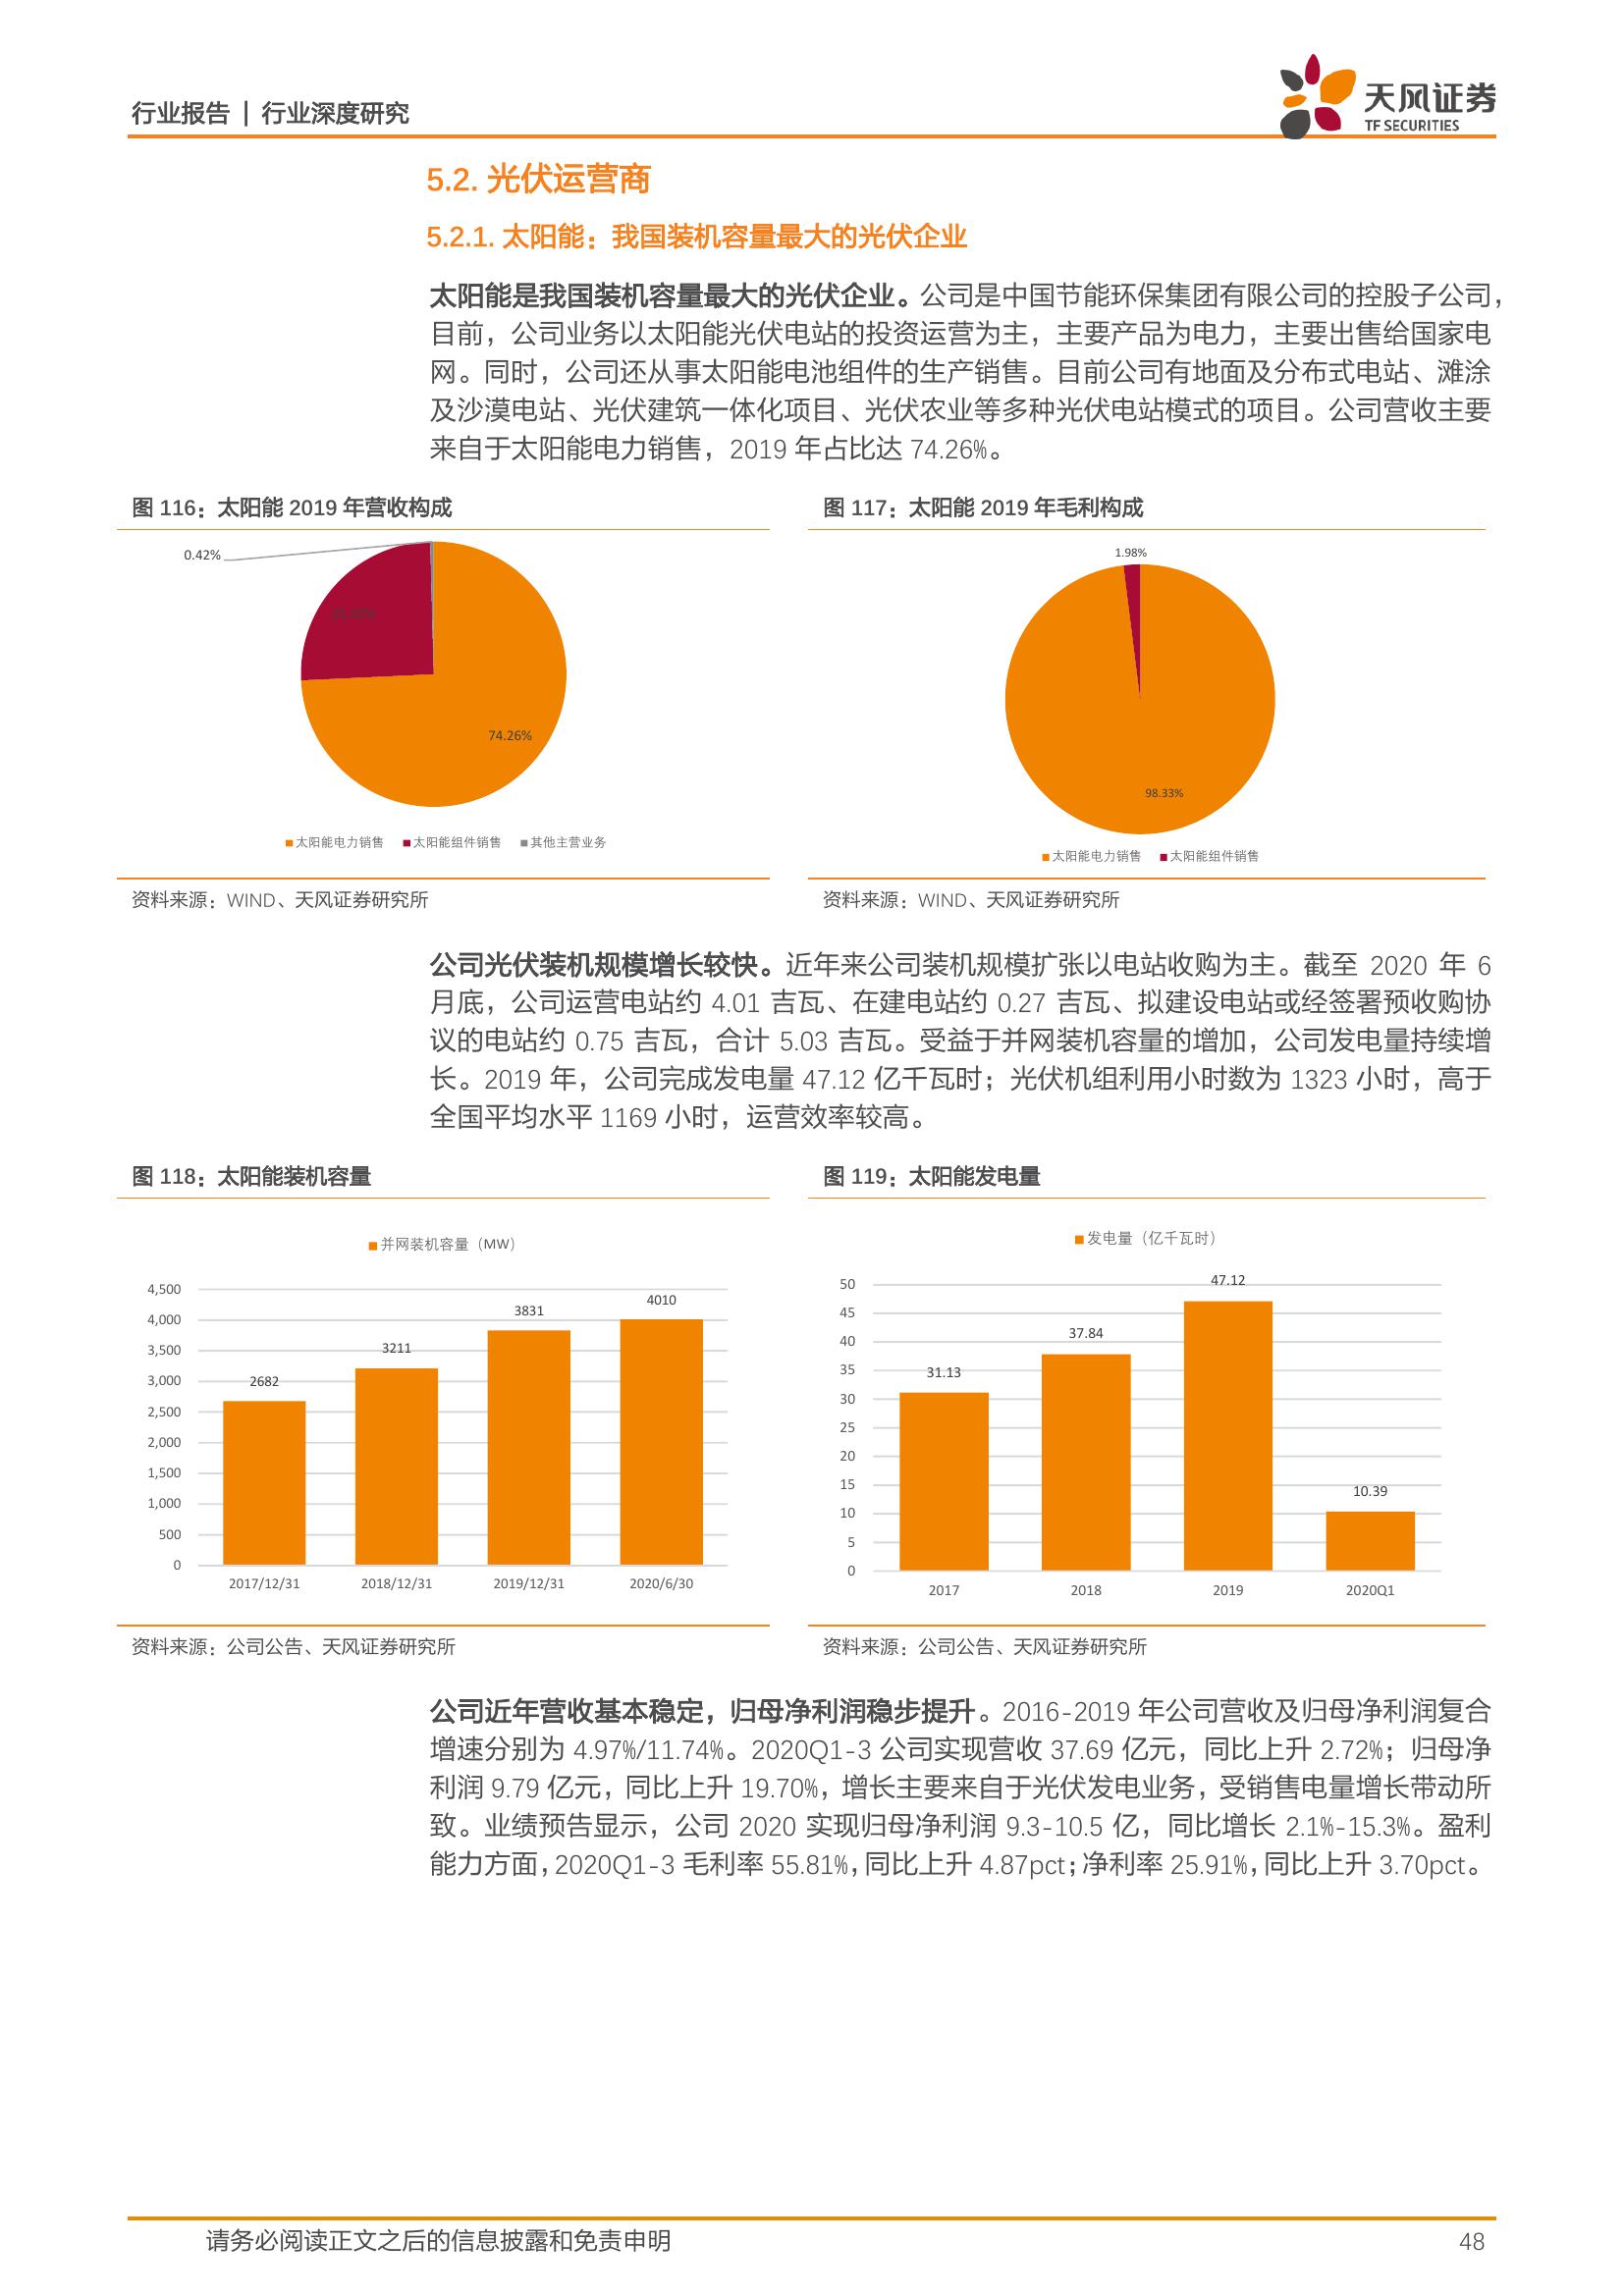 行业报告 | 行业深度研究
天风证券
TF SECURITIES
5.2. 光伏运营商
5.2.1. 太阳能：我国装机容量最大的光伏企业
太阳能是我国装机容量最大的光伏企业。公司是中国节能环保集团有限公司的控股子公司，
目前，公司业务以太阳能光伏电站的投资运营为主，主要产品为电力，主要出售给国家电
网。同时，公司还从事太阳能电池组件的生产销售。目前公司有地面及分布式电站、滩涂
及沙漠电站、光伏建筑一体化项目、光伏农业等多种光伏电站模式的项目。公司营收主要
来自于太阳能电力销售，2019 年占比达 74.26%。
图 116：太阳能 2019 年营收构成
0.42%
74.26%
太阳能电力销售 太阳能组件销售 其他主营业务
资料来源：WIND、天风证券研究所
图 117：太阳能 2019 年毛利构成
1.98%
98.33%
太阳能电力销售 太阳能组件销售
资料来源：WIND、天风证券研究所
公司光伏装机规模增长较快。近年来公司装机规模扩张以电站收购为主。截至 2020 年 6
月底，公司运营电站约 4.01 吉瓦、在建电站约 0.27 吉瓦、拟建设电站或经签署预收购协
议的电站约 0.75 吉瓦，合计 5.03 吉瓦。受益于并网装机容量的增加，公司发电量持续增
长。2019 年，公司完成发电量 47.12 亿千瓦时；光伏机组利用小时数为 1323 小时，高于
全国平均水平 1169 小时，运营效率较高。
图 118：太阳能装机容量
并网装机容量（MW）
4,500
4,000
3,500
3,000
2,500
2,000
1,500
1,000
500
0
2682
3211
3831
4010
2017/12/31 2018/12/31 2019/12/31 2020/6/30
资料来源：公司公告、天风证券研究所
图 119：太阳能发电量
发电量（亿千瓦时）
50
45
40
35
30
25
20
15
10
5
0
31.13
37.84
47.12
10.39
2017 2018 2019 2020Q1
资料来源：公司公告、天风证券研究所
公司近年营收基本稳定，归母净利润稳步提升。2016-2019 年公司营收及归母净利润复合
增速分别为 4.97%/11.74%。2020Q1-3 公司实现营收 37.69 亿元，同比上升 2.72%；归母净
利润 9.79 亿元，同比上升 19.70%，增长主要来自于光伏发电业务，受销售电量增长带动所
致。业绩预告显示，公司 2020 实现归母净利润 9.3-10.5 亿，同比增长 2.1%-15.3%。盈利
能力方面，2020Q1-3 毛利率 55.81%，同比上升 4.87pct；净利率 25.91%，同比上升 3.70pct。
请务必阅读正文之后的信息披露和免责申明
48